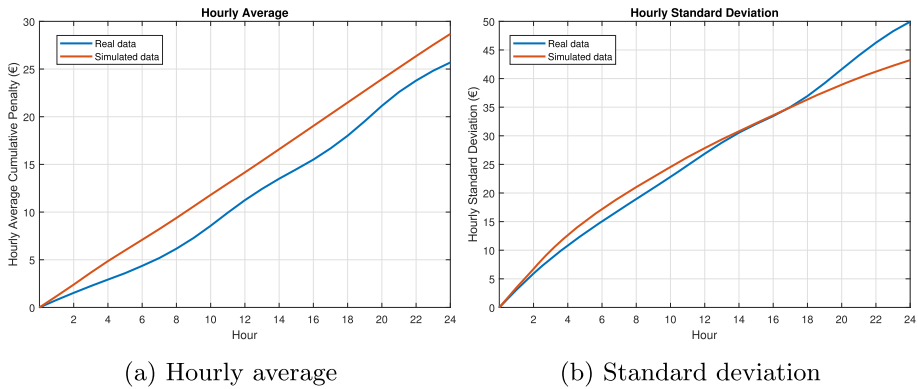 Hourly Average
Real data
Simulated data
Hourly Average Cumulative Penalty (€)
30
25
20
15
10
5
0
2 4 6 8 10 12 14 16 18 20 22 24
Hour
(a) Hourly average
Hourly Standard Deviation
Real data
Simulated data
Hourly Standard Deviation (€)
50
45
40
35
30
25
20
15
10
5
0
2 4 6 8 10 12 14 16 18 20 22 24
Hour
(b) Standard deviation